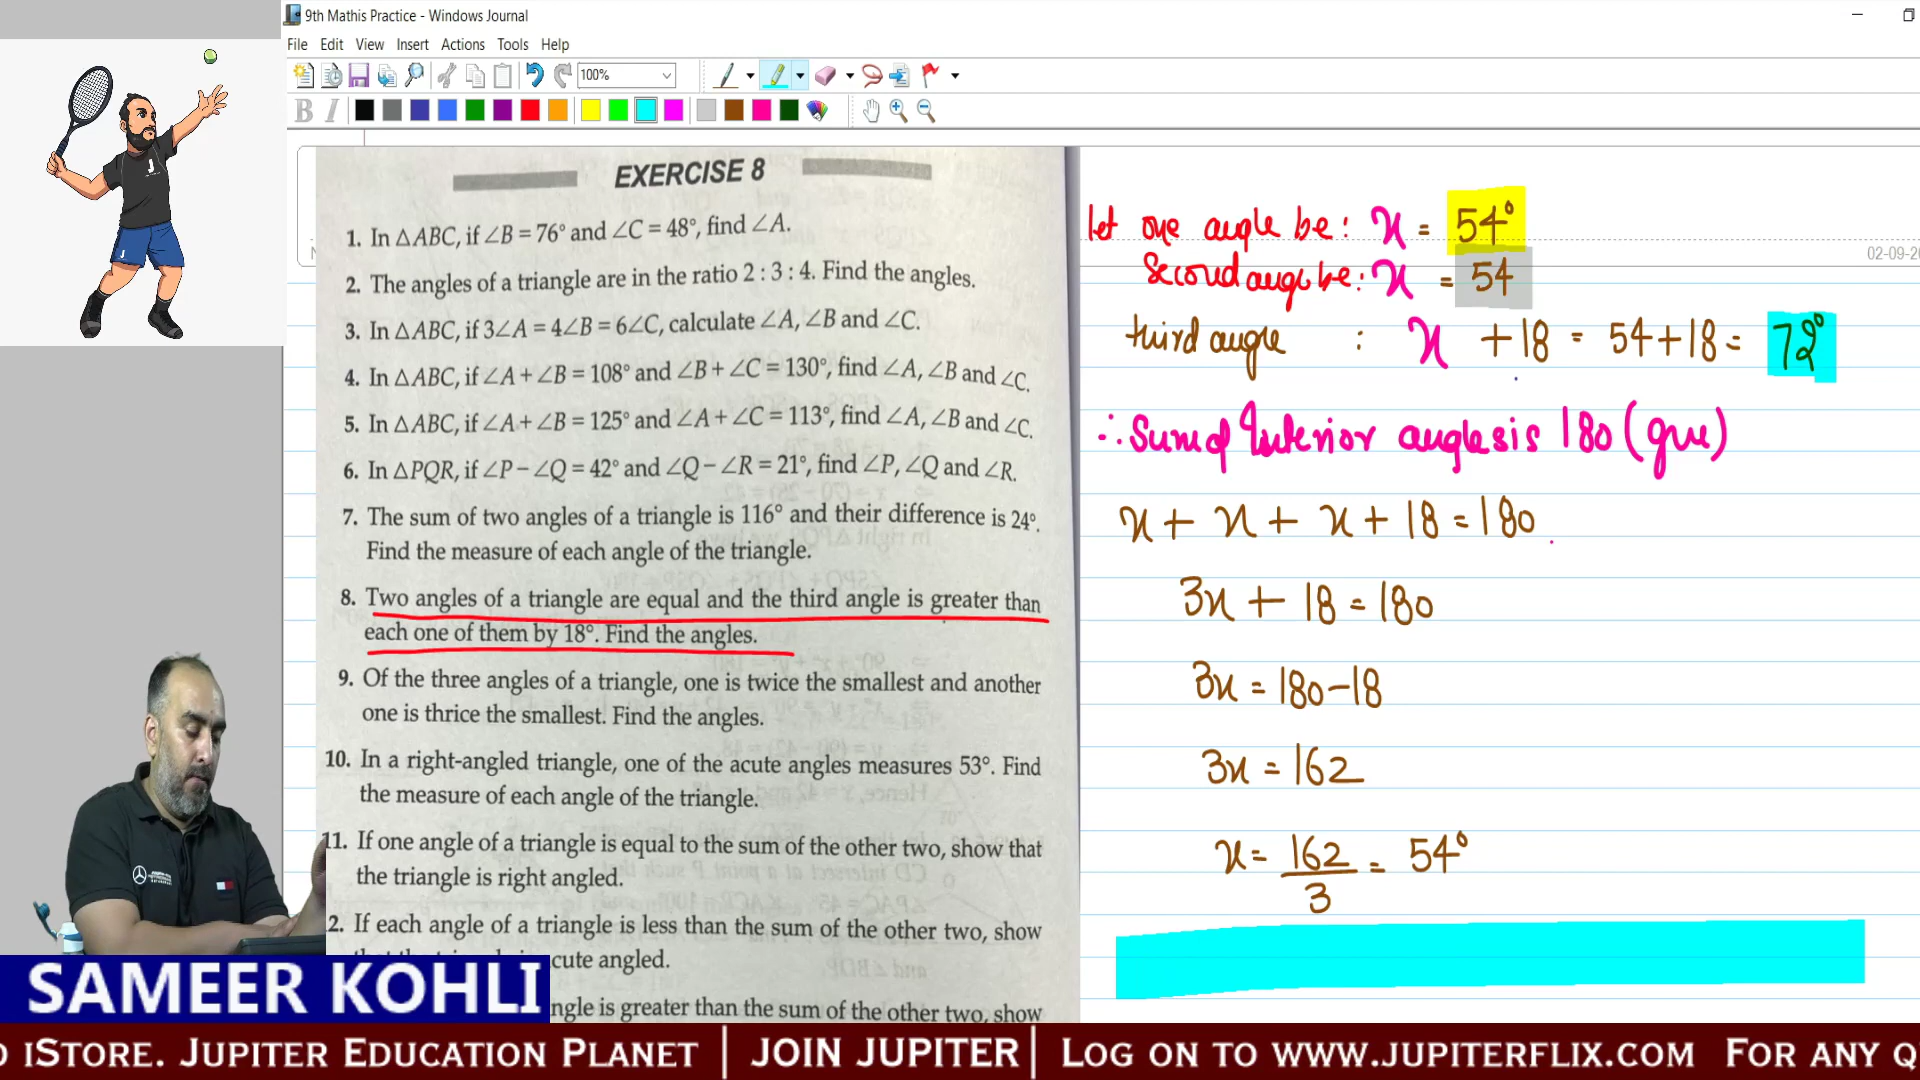 9th Mathis Practice - Windows Journal
File Edit View Insert Actions Tools Help
100%
B I
EXERCISE 8
1. In △ABC, if ∠B = 76° and ∠C = 48°, find ∠A.
2. The angles of a triangle are in the ratio 2 : 3 : 4. Find the angles.
3. In △ABC, if 3∠A = 4∠B = 6∠C, calculate ∠A, ∠B and ∠C.
4. In △ABC, if ∠A + ∠B = 108° and ∠B + ∠C = 130°, find ∠A, ∠B and ∠C.
5. In △ABC, if ∠A + ∠B = 125° and ∠A + ∠C = 113°, find ∠A, ∠B and ∠C.
6. In △PQR, if ∠P − ∠Q = 42° and ∠Q − ∠R = 21°, find ∠P, ∠Q and ∠R.
7. The sum of two angles of a triangle is 116° and their difference is 24°.
Find the measure of each angle of the triangle.
8. Two angles of a triangle are equal and the third angle is greater than
each one of them by 18°. Find the angles.
9. Of the three angles of a triangle, one is twice the smallest and another
one is thrice the smallest. Find the angles.
10. In a right-angled triangle, one of the acute angles measures 53°. Find
the measure of each angle of the triangle.
11. If one angle of a triangle is equal to the sum of the other two, show that
the triangle is right angled.
2. If each angle of a triangle is less than the sum of the other two, show
cute angled.
ngle is greater than the sum of the other two, show
let one angle be: x = 54°
Second angle be: x = 54
third angle : x + 18 = 54+18 = 72°
02-09-20
∴ Sum of Interior angles is 180 (given)
x + x + x + 18 = 180
3x + 18 = 180
3x = 180-18
3x = 162
x = 162/3 = 54°
SAMEER KOHLI
D iStore. Jupiter Education Planet | JOIN JUPITER | Log on to www.jupiterflix.com For any q